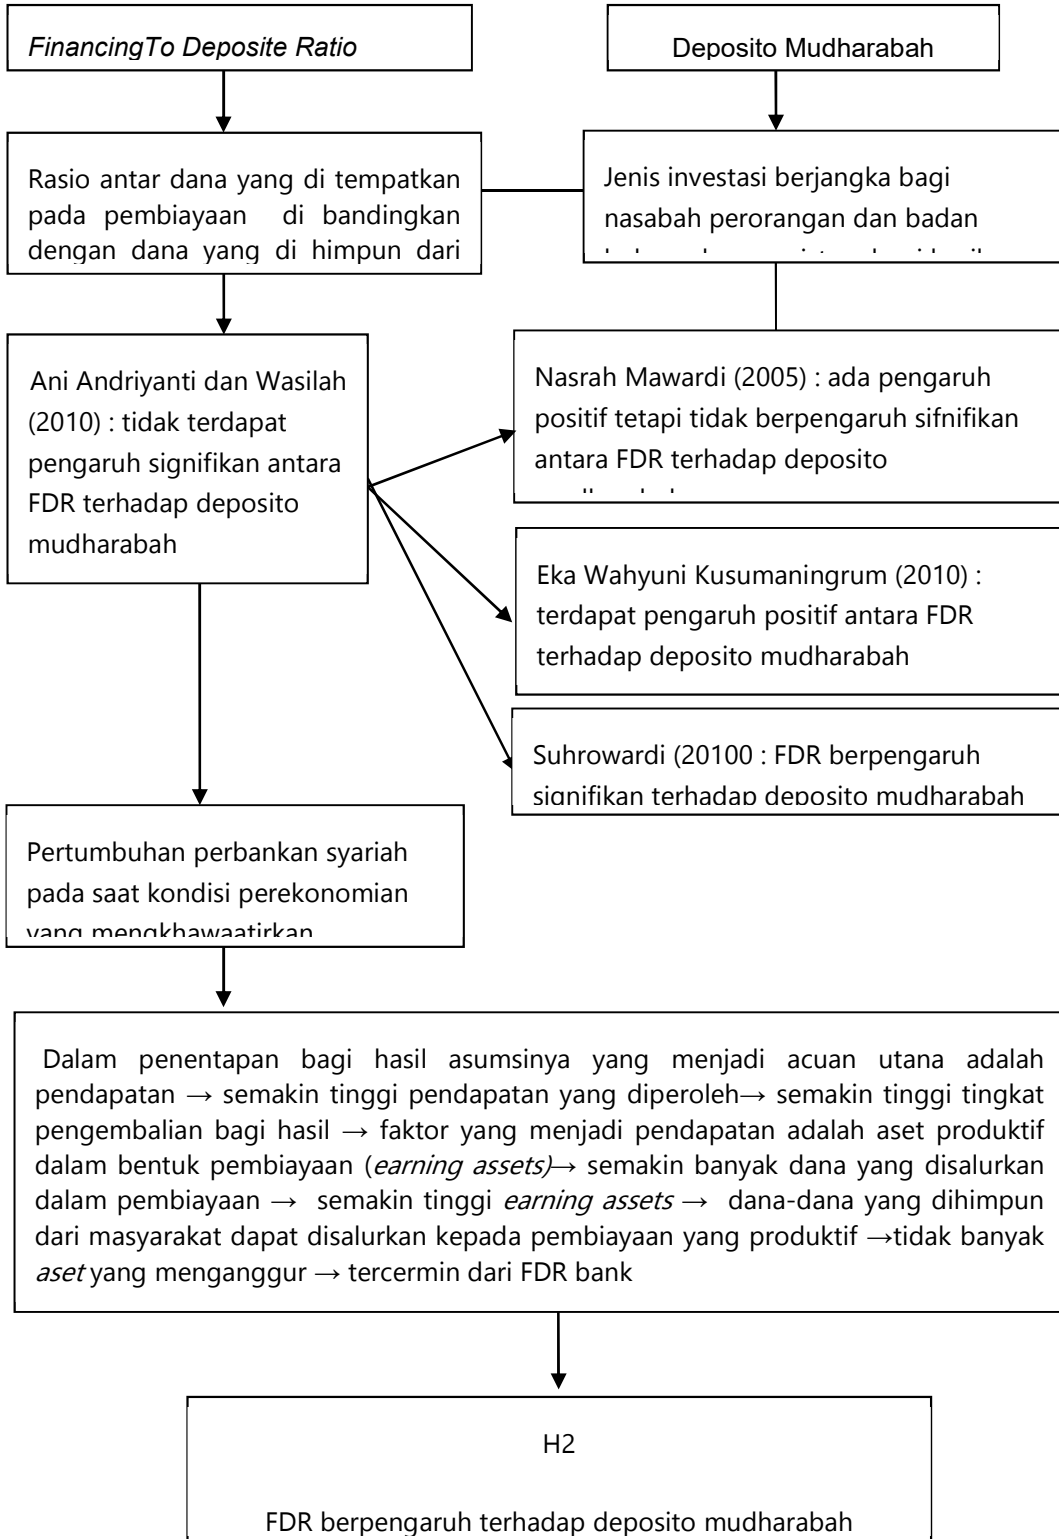 FinancingTo Deposite Ratio
Deposito Mudharabah
Rasio antar dana yang di tempatkan
pada pembiayaan di bandingkan
dengan dana yang di himpun dari
Jenis investasi berjangka bagi
nasabah perorangan dan badan
Ani Andriyanti dan Wasilah
(2010) : tidak terdapat
pengaruh signifikan antara
FDR terhadap deposito
mudharabah
Nasrah Mawardi (2005) : ada pengaruh
positif tetapi tidak berpengaruh sifnifikan
antara FDR terhadap deposito
Eka Wahyuni Kusumaningrum (2010) :
terdapat pengaruh positif antara FDR
terhadap deposito mudharabah
Suhrowardi (20100 : FDR berpengaruh
signifikan terhadap deposito mudharabah
Pertumbuhan perbankan syariah
pada saat kondisi perekonomian
yang mengkhawaatirkan
Dalam penentapan bagi hasil asumsinya yang menjadi acuan utana adalah
pendapatan → semakin tinggi pendapatan yang diperoleh→ semakin tinggi tingkat
pengembalian bagi hasil → faktor yang menjadi pendapatan adalah aset produktif
dalam bentuk pembiayaan (earning assets)→ semakin banyak dana yang disalurkan
dalam pembiayaan → semakin tinggi earning assets → dana-dana yang dihimpun
dari masyarakat dapat disalurkan kepada pembiayaan yang produktif →tidak banyak
aset yang menganggur → tercermin dari FDR bank
H2
FDR berpengaruh terhadap deposito mudharabah